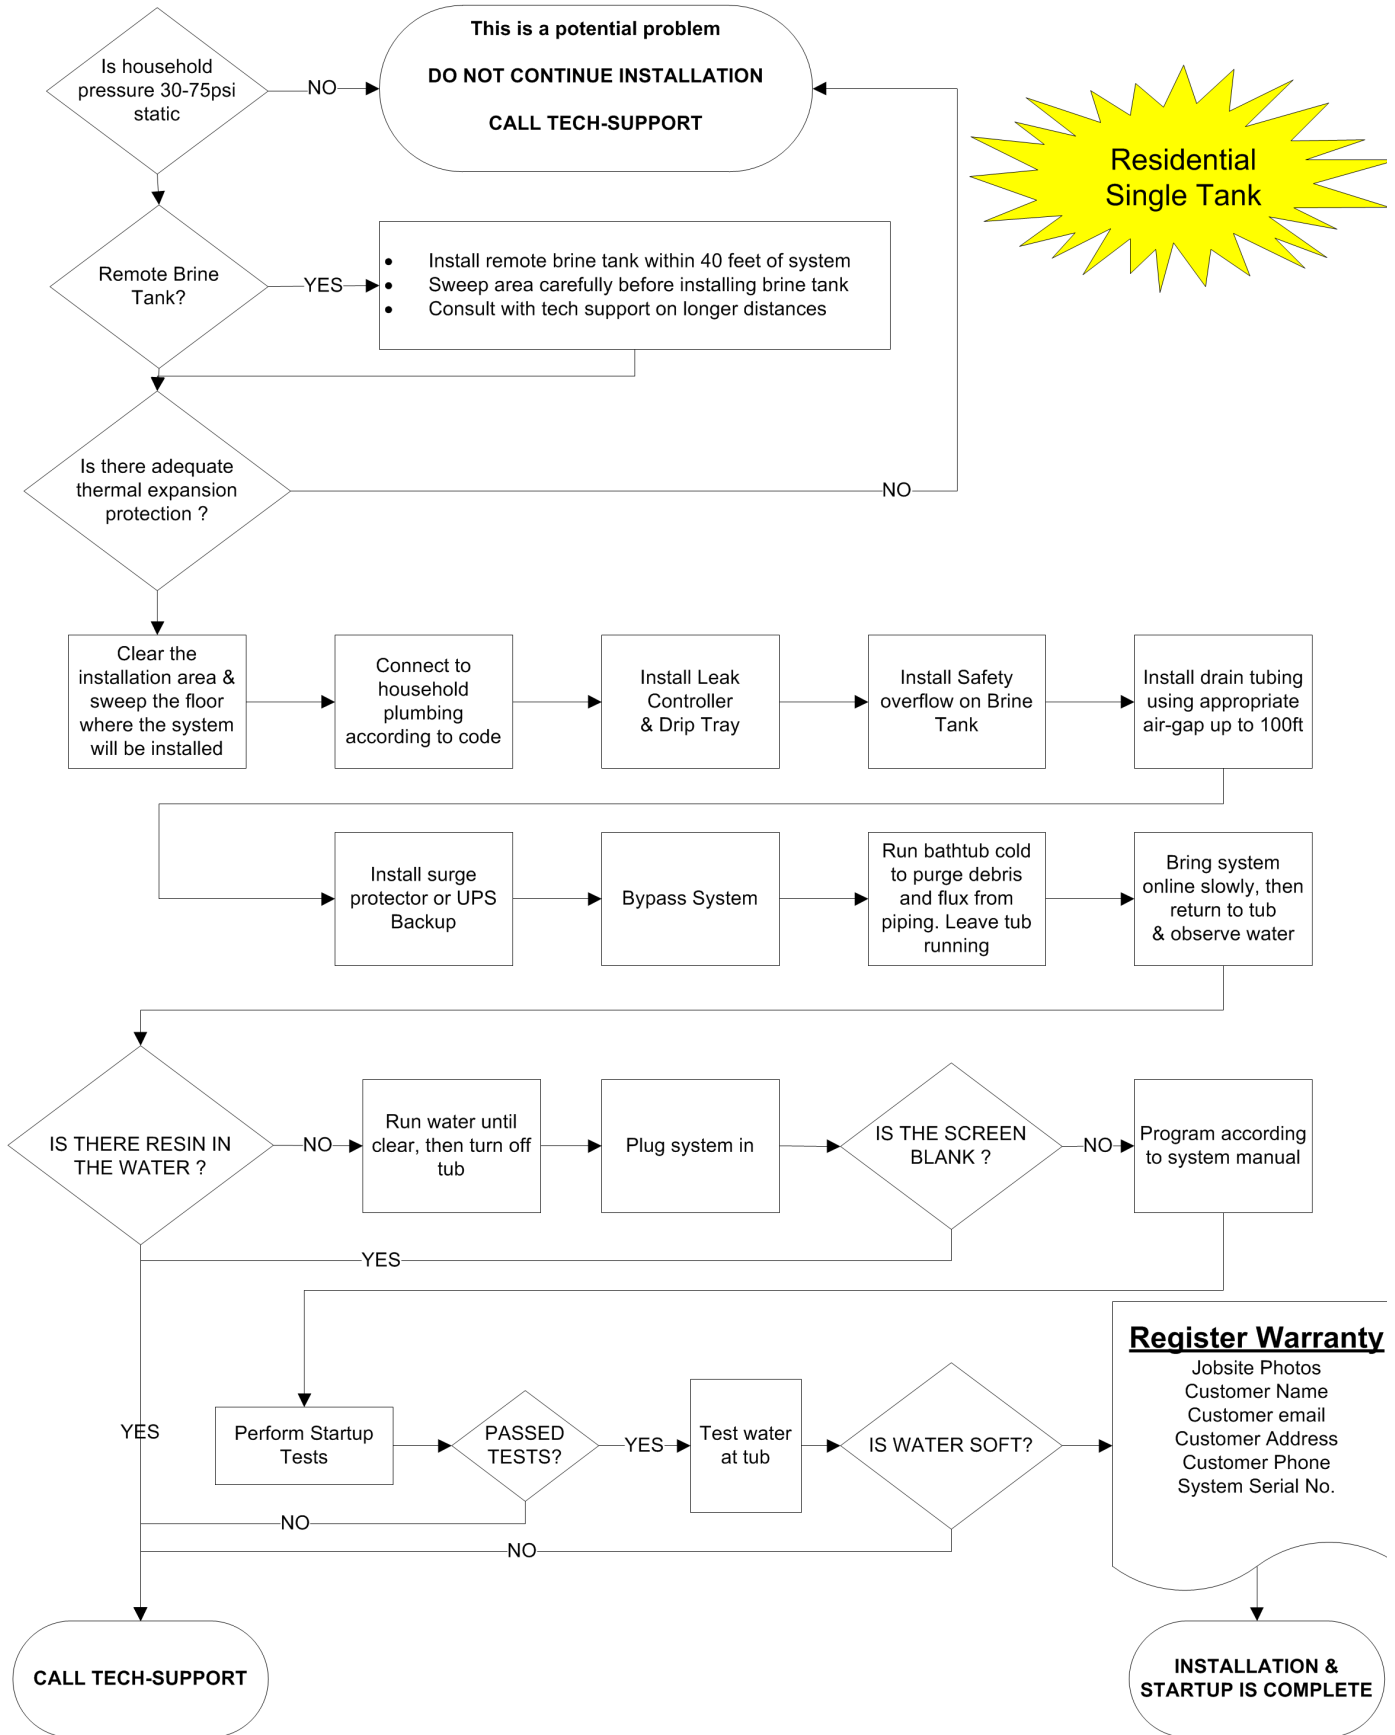 Is household
pressure 30-75psi
static
NO
This is a potential problem
DO NOT CONTINUE INSTALLATION
CALL TECH-SUPPORT
Residential
Single Tank
Remote Brine
Tank?
YES
• Install remote brine tank within 40 feet of system
• Sweep area carefully before installing brine tank
• Consult with tech support on longer distances
Is there adequate
thermal expansion
protection ?
NO
Clear the
installation area &
sweep the floor
where the system
will be installed
Connect to
household
plumbing
according to code
Install Leak
Controller
& Drip Tray
Install Safety
overflow on Brine
Tank
Install drain tubing
using appropriate
air-gap up to 100ft
Install surge
protector or UPS
Backup
Bypass System
Run bathtub cold
to purge debris
and flux from
piping. Leave tub
running
Bring system
online slowly, then
return to tub
& observe water
IS THERE RESIN IN
THE WATER ?
NO
Run water until
clear, then turn off
tub
Plug system in
IS THE SCREEN
BLANK ?
NO
Program according
to system manual
YES
YES
Perform Startup
Tests
PASSED
TESTS?
YES
Test water
at tub
IS WATER SOFT?
Register Warranty
Jobsite Photos
Customer Name
Customer email
Customer Address
Customer Phone
System Serial No.
NO
NO
CALL TECH-SUPPORT
INSTALLATION &
STARTUP IS COMPLETE